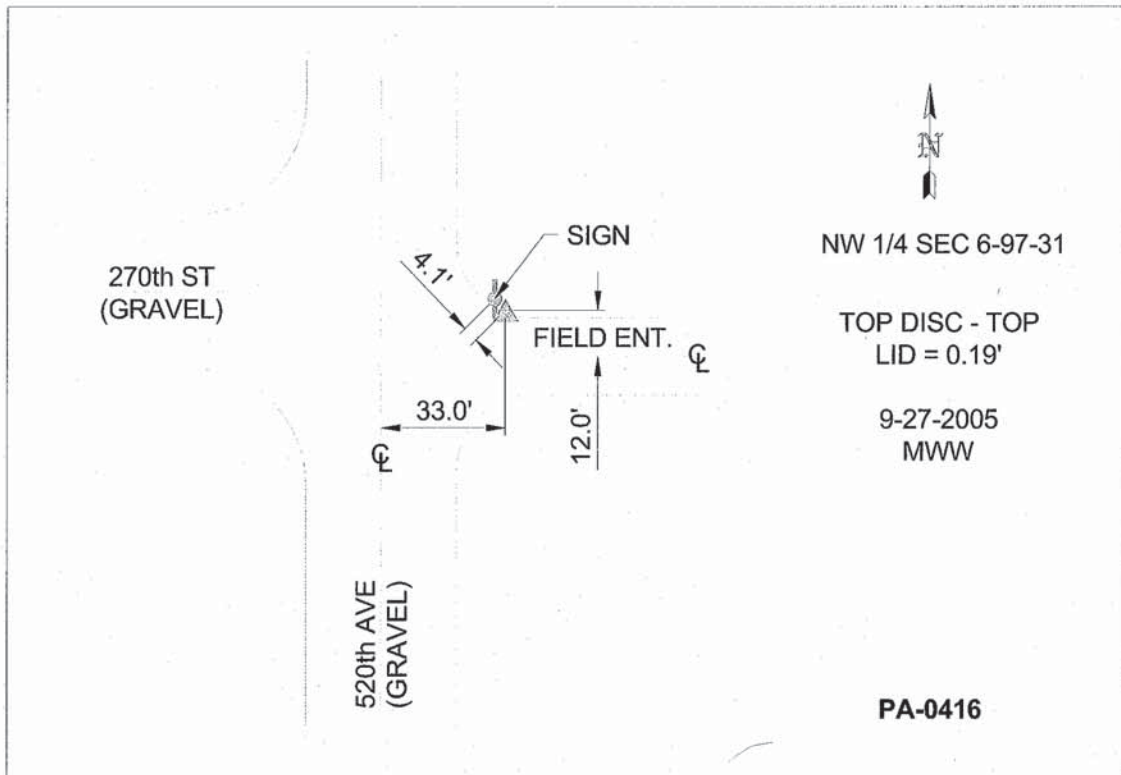 N
NW 1/4 SEC 6-97-31
TOP DISC - TOP
LID = 0.19'
9-27-2005
MWW
SIGN
4.1'
270th ST
(GRAVEL)
FIELD ENT.
℄
33.0'
℄
12.0'
520th AVE
(GRAVEL)
PA-0416